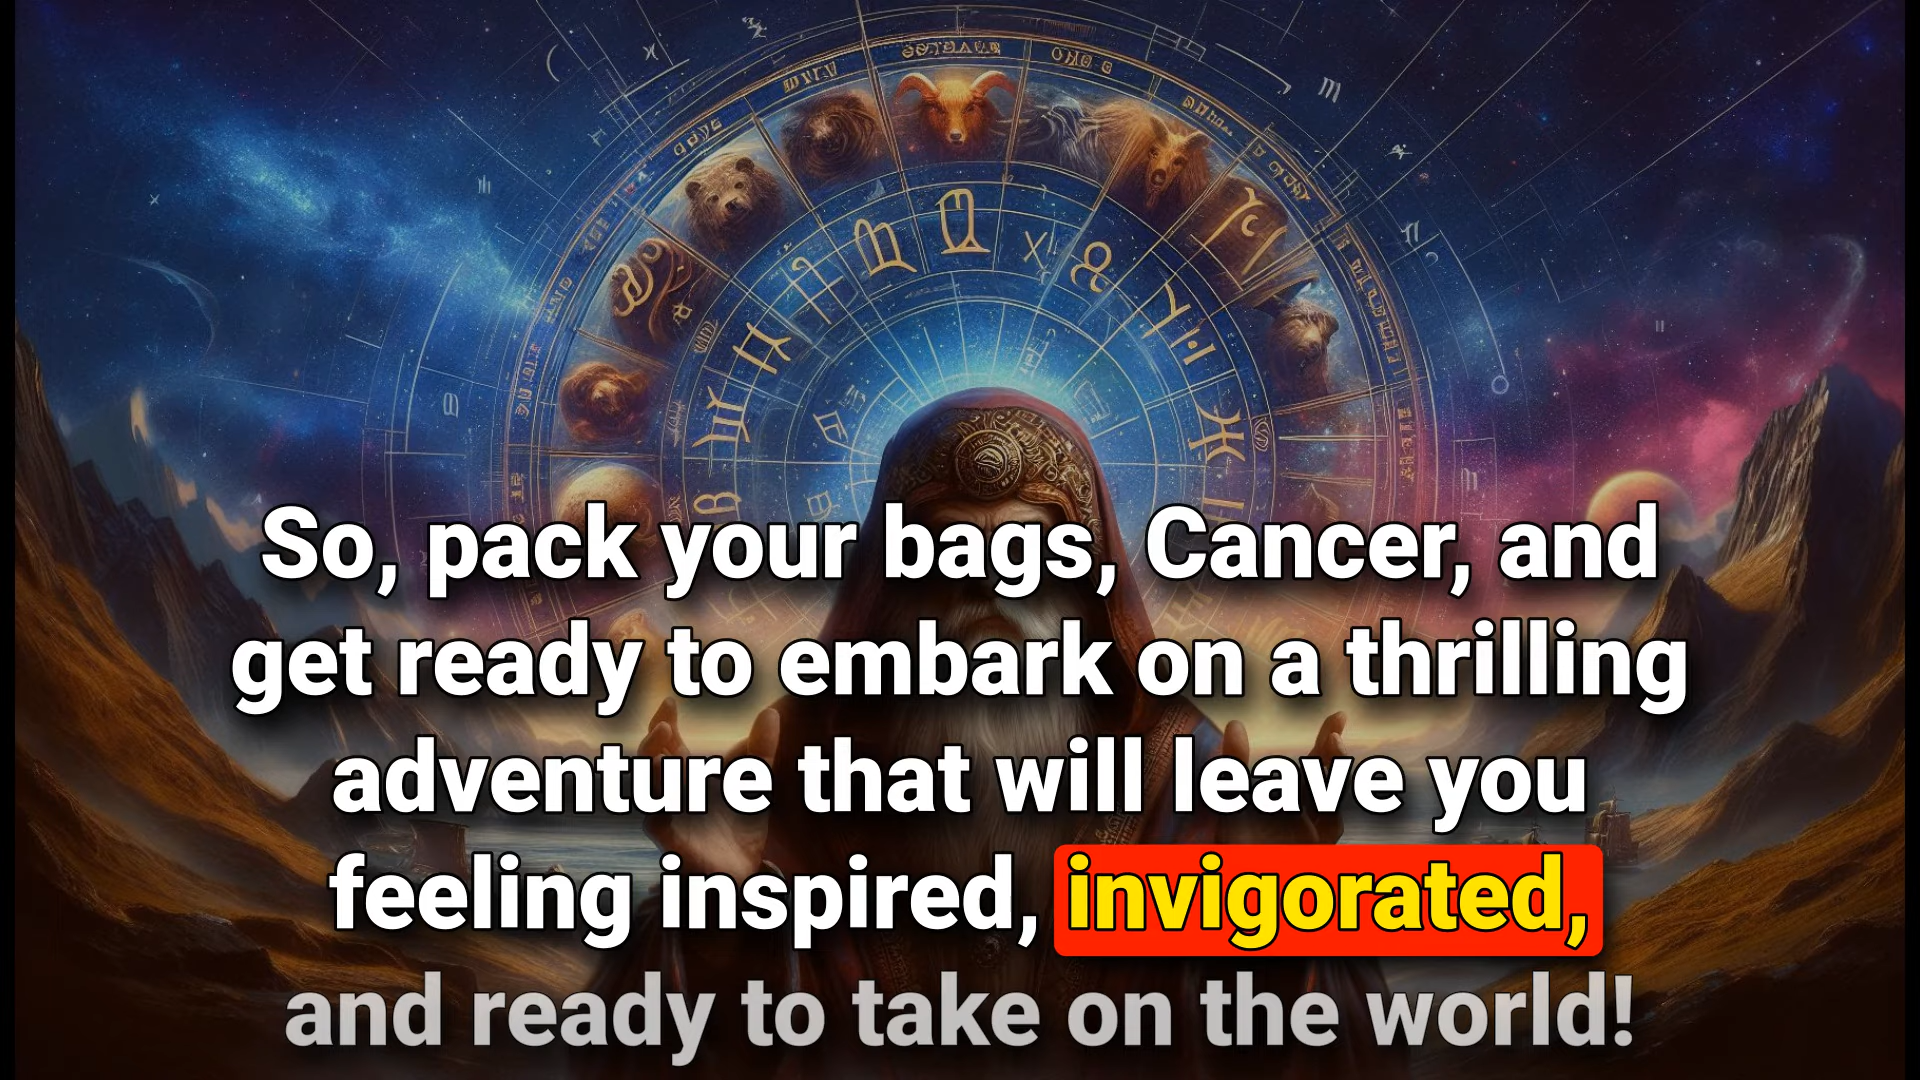 So, pack your bags, Cancer, and
get ready to embark on a thrilling
adventure that will leave you
feeling inspired, invigorated,
and ready to take on the world!